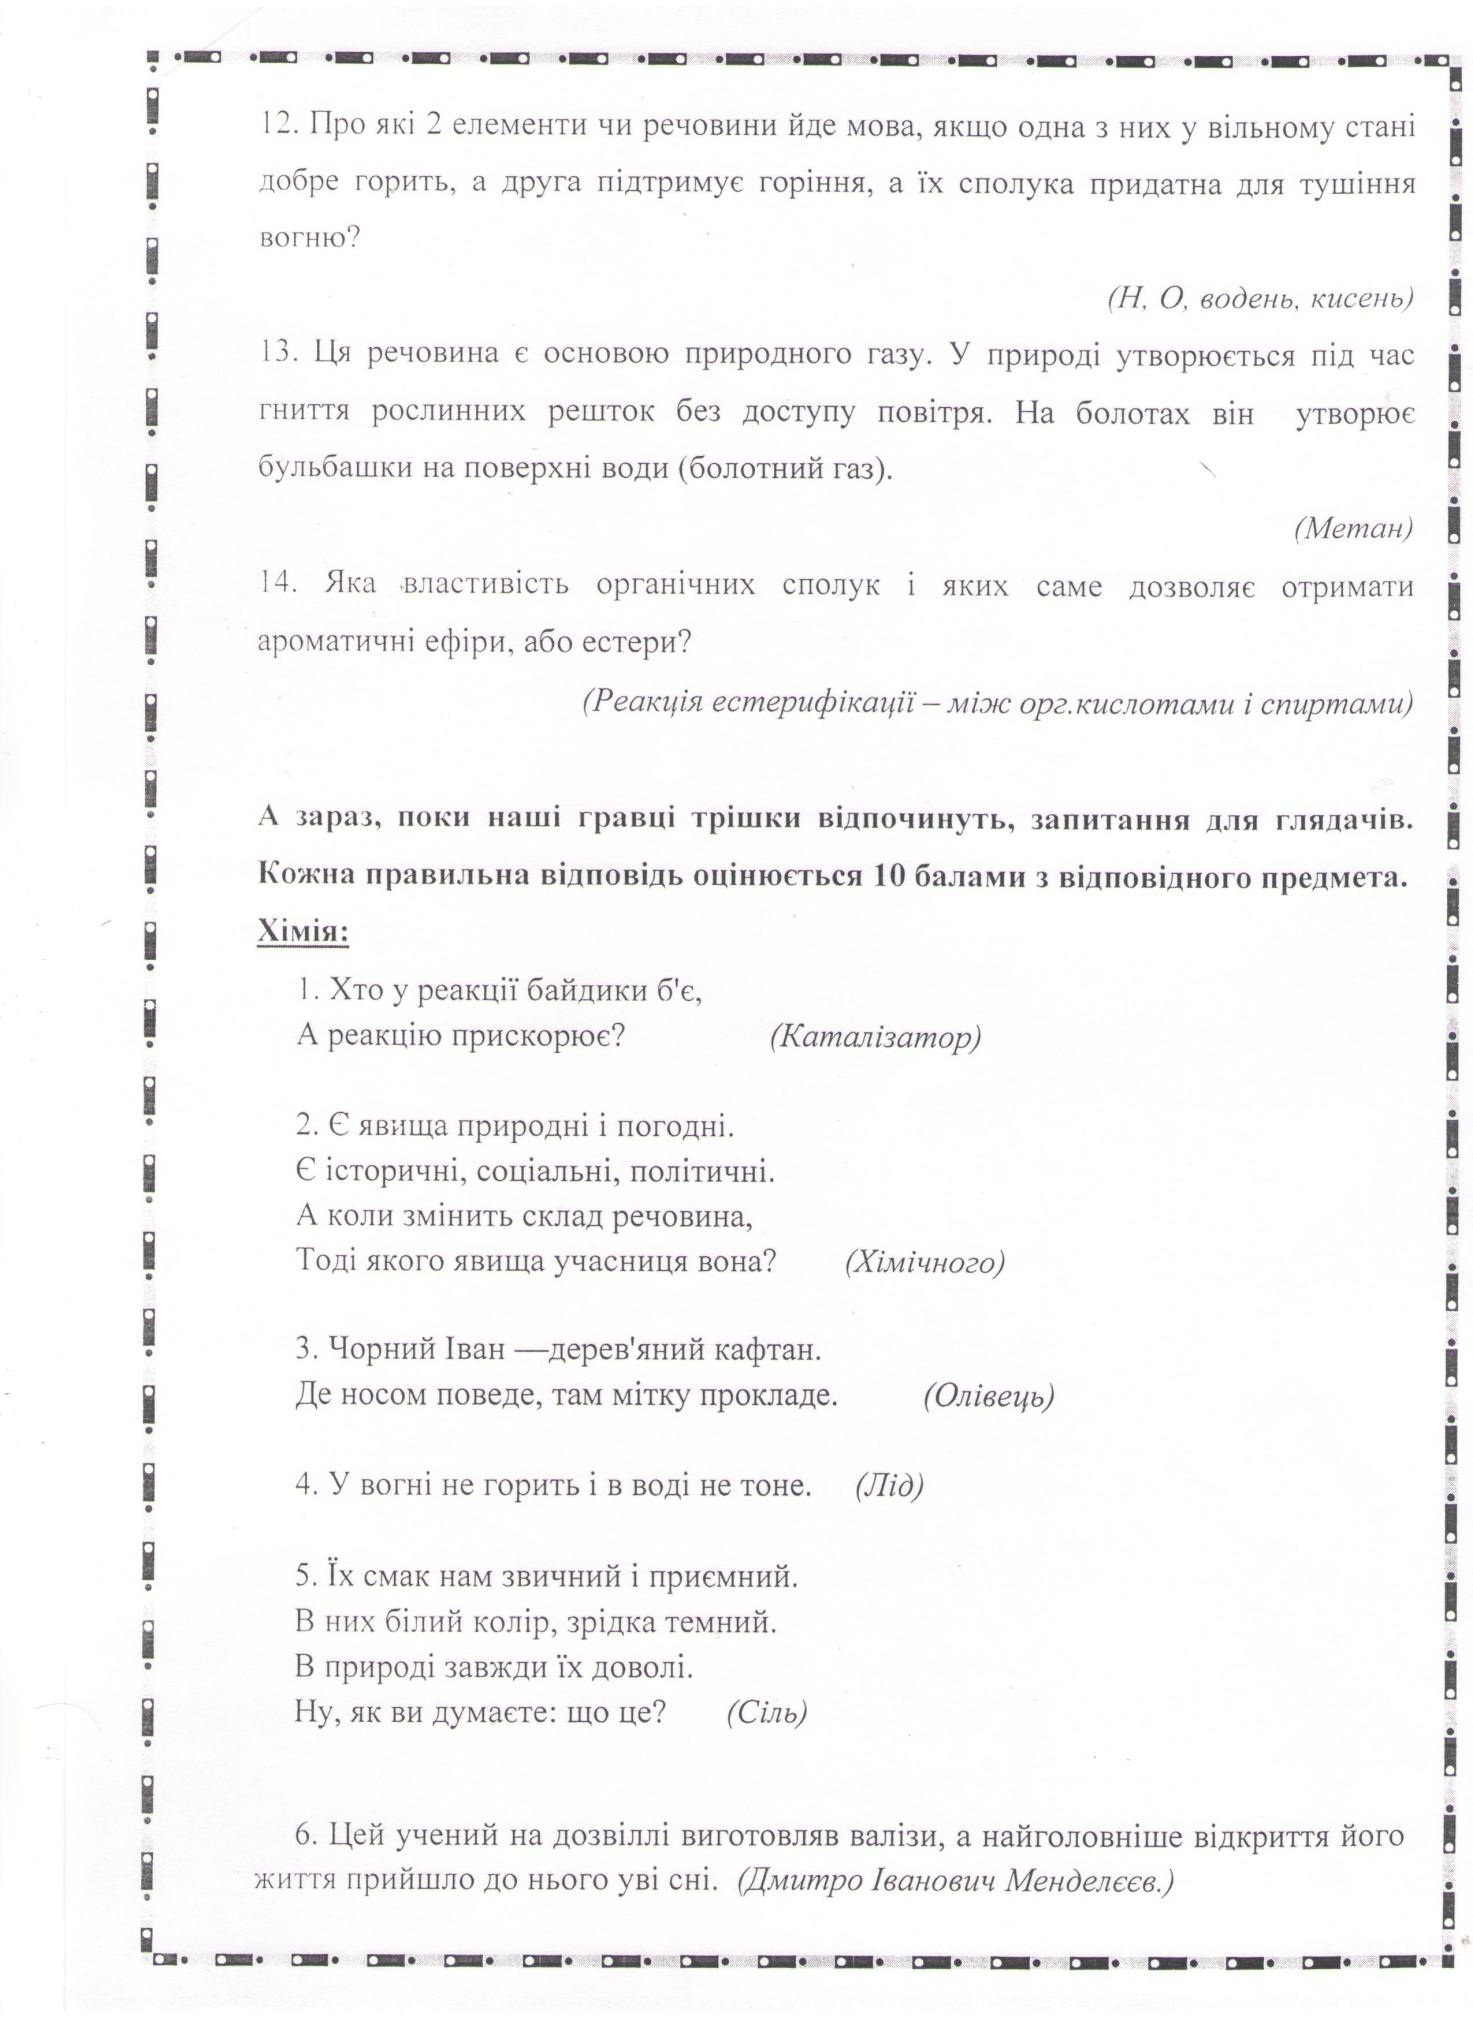 12. Про які 2 елементи чи речовини йде мова, якщо одна з них у вільному стані
добре горить, а друга підтримує горіння, а їх сполука придатна для тушіння
вогню?
(Н, О, водень, кисень)
13. Ця речовина є основою природного газу. У природі утворюється під час
гниття рослинних решток без доступу повітря. На болотах він утворює
бульбашки на поверхні води (болотний газ).
(Метан)
14. Яка властивість органічних сполук і яких саме дозволяє отримати
ароматичні ефіри, або естери?
(Реакція естерифікації – між орг.кислотами і спиртами)
А зараз, поки наші гравці трішки відпочинуть, запитання для глядачів.
Кожна правильна відповідь оцінюється 10 балами з відповідного предмета.
Хімія:
1. Хто у реакції байдики б'є,
А реакцію прискорює? (Каталізатор)
2. Є явища природні і погодні.
Є історичні, соціальні, політичні.
А коли змінить склад речовина,
Тоді якого явища учасниця вона? (Хімічного)
3. Чорний Іван —дерев'яний кафтан.
Де носом поведе, там мітку прокладе. (Олівець)
4. У вогні не горить і в воді не тоне. (Лід)
5. Їх смак нам звичний і приємний.
В них білий колір, зрідка темний.
В природі завжди їх доволі.
Ну, як ви думаєте: що це? (Сіль)
6. Цей учений на дозвіллі виготовляв валізи, а найголовніше відкриття його
життя прийшло до нього уві сні. (Дмитро Іванович Менделєєв.)